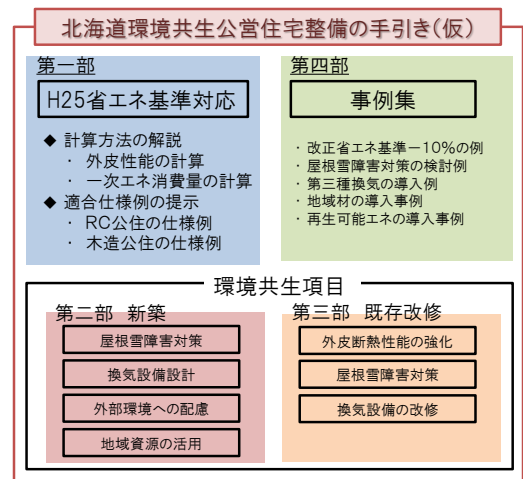 北海道環境共生公営住宅整備の手引き(仮)
第一部
H25省エネ基準対応
◆ 計算方法の解説
・ 外皮性能の計算
・ 一次エネ消費量の計算
◆ 適合仕様例の提示
・ RC公住の仕様例
・ 木造公住の仕様例
第四部
事例集
・改正省エネ基準－10%の例
・屋根雪障害対策の検討例
・第三種換気の導入例
・地域材の導入事例
・再生可能エネの導入事例
環境共生項目
第二部 新築
屋根雪障害対策
換気設備設計
外部環境への配慮
地域資源の活用
第三部 既存改修
外皮断熱性能の強化
屋根雪障害対策
換気設備の改修